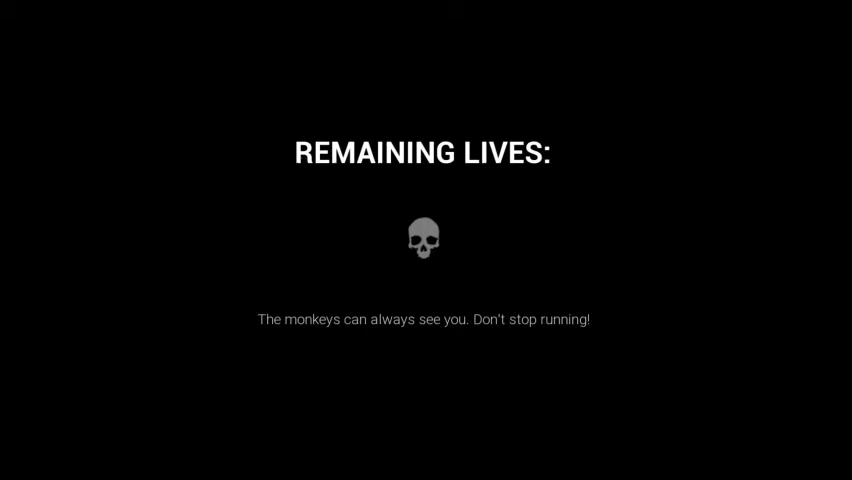 REMAINING LIVES:
The monkeys can always see you. Don't stop running!